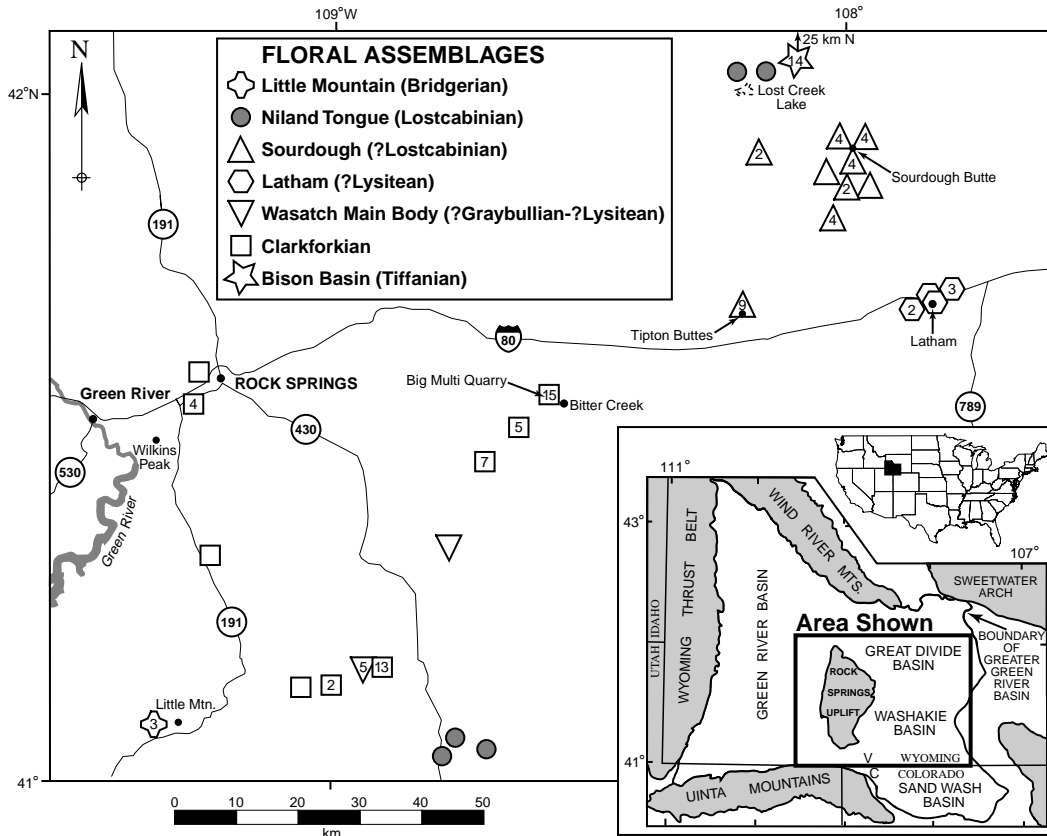 109°W
108°
42°N
41°
N
FLORAL ASSEMBLAGES
Little Mountain (Bridgerian)
Niland Tongue (Lostcabinian)
Sourdough (?Lostcabinian)
Latham (?Lysitean)
Wasatch Main Body (?Graybullian-?Lysitean)
Clarkforkian
Bison Basin (Tiffanian)
25 km N
14
Lost Creek
Lake
4
4
2
4
Sourdough Butte
2
4
191
3
9
2
Tipton Buttes
Latham
80
Big Multi Quarry
15
Bitter Creek
Green River
ROCK SPRINGS
4
5
789
430
Wilkins
Peak
7
530
Green River
191
5
13
2
Little Mtn.
3
0
10
20
30
40
50
km
111°
43°
107°
41°
UTAH
IDAHO
WYOMING THRUST BELT
GREEN RIVER BASIN
WIND RIVER MTS.
SWEETWATER
ARCH
Area Shown
BOUNDARY
OF
GREATER
GREEN
RIVER
BASIN
GREAT DIVIDE
BASIN
ROCK
SPRINGS
UPLIFT
WASHAKIE
BASIN
V
WYOMING
C
COLORADO
SAND WASH
BASIN
UINTA MOUNTAINS